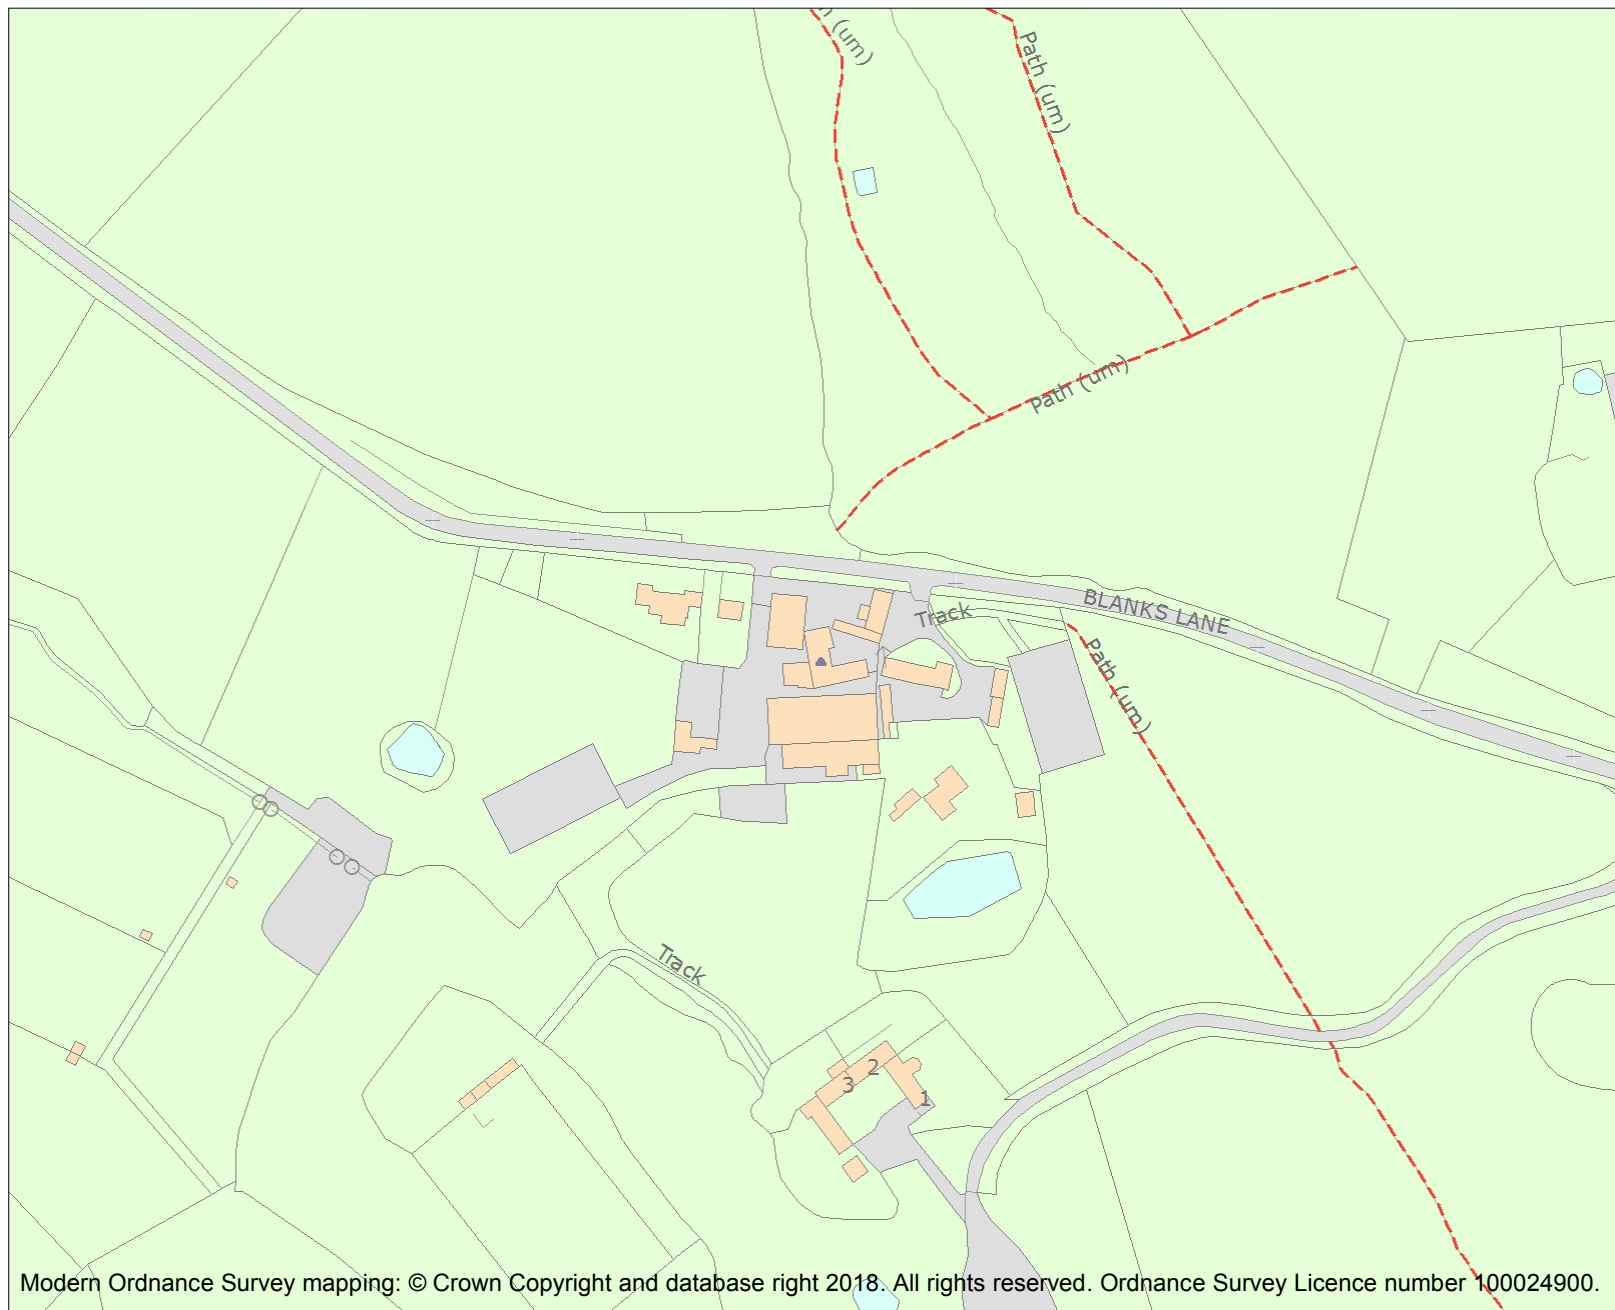 (um)
Path (um)
Path (um)
BLANKS LANE
Track
Path (um)
Track
2
3
1
Modern Ordnance Survey mapping: © Crown Copyright and database right 2018. All rights reserved. Ordnance Survey Licence number 100024900.